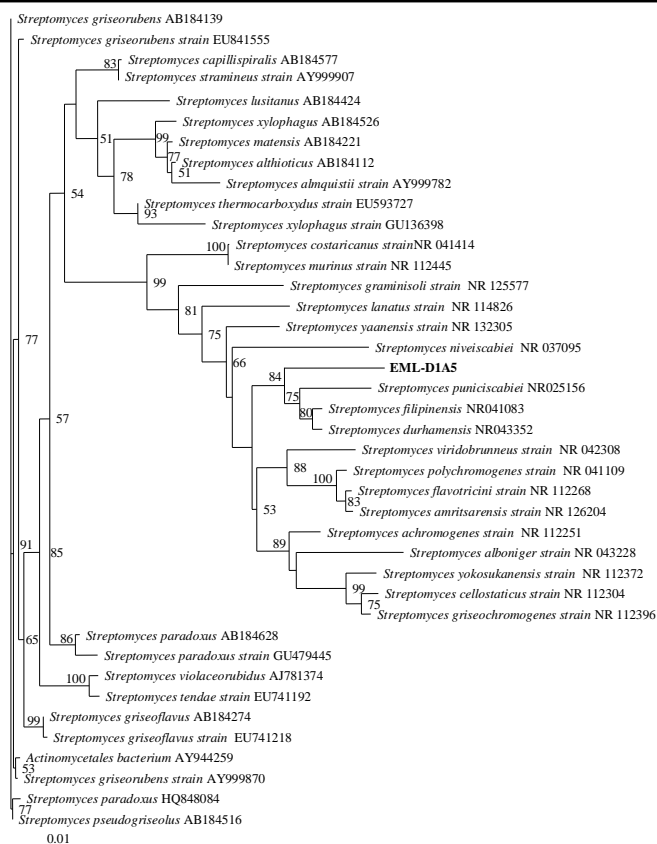 Streptomyces griseorubens AB184139
Streptomyces griseorubens strain EU841555
83 Streptomyces capillispiralis AB184577
Streptomyces stramineus strain AY999907
Streptomyces lusitanus AB184424
Streptomyces xylophagus AB184526
51 99 Streptomyces matensis AB184221
77 Streptomyces althioticus AB184112
78 51
Streptomyces almquistii strain AY999782
54
Streptomyces thermocarboxydus strain EU593727
93
Streptomyces xylophagus strain GU136398
100 Streptomyces costaricanus strainNR 041414
Streptomyces murinus strain NR 112445
99 Streptomyces graminisoli strain NR 125577
81 Streptomyces lanatus strain NR 114826
75 Streptomyces yaanensis strain NR 132305
77
Streptomyces niveiscabiei NR 037095
66
84 EML-D1A5
75 Streptomyces puniciscabiei NR025156
80 Streptomyces filipinensis NR041083
57
Streptomyces durhamensis NR043352
Streptomyces viridobrunneus strain NR 042308
88
100 Streptomyces polychromogenes strain NR 041109
Streptomyces flavotricini strain NR 112268
83
53 Streptomyces amritsarensis strain NR 126204
Streptomyces achromogenes strain NR 112251
91 89
85 Streptomyces alboniger strain NR 043228
Streptomyces yokosukanensis strain NR 112372
99 Streptomyces cellostaticus strain NR 112304
75
Streptomyces griseochromogenes strain NR 112396
65 86 Streptomyces paradoxus AB184628
Streptomyces paradoxus strain GU479445
100 Streptomyces violaceorubidus AJ781374
Streptomyces tendae strain EU741192
99 Streptomyces griseoflavus AB184274
Streptomyces griseoflavus strain EU741218
Actinomycetales bacterium AY944259
53
Streptomyces griseorubens strain AY999870
Streptomyces paradoxus HQ848084
77
Streptomyces pseudogriseolus AB184516
0.01